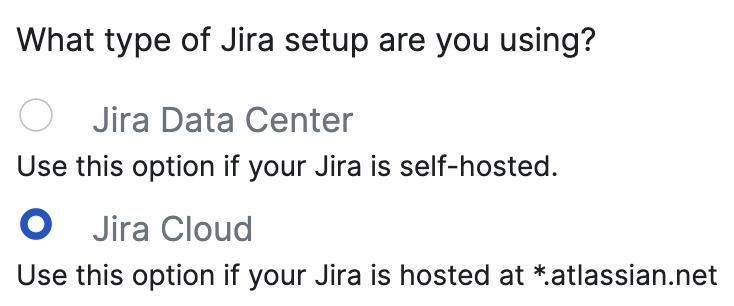 What type of Jira setup are you using?
Jira Data Center
Use this option if your Jira is self-hosted.
Jira Cloud
Use this option if your Jira is hosted at *.atlassian.net